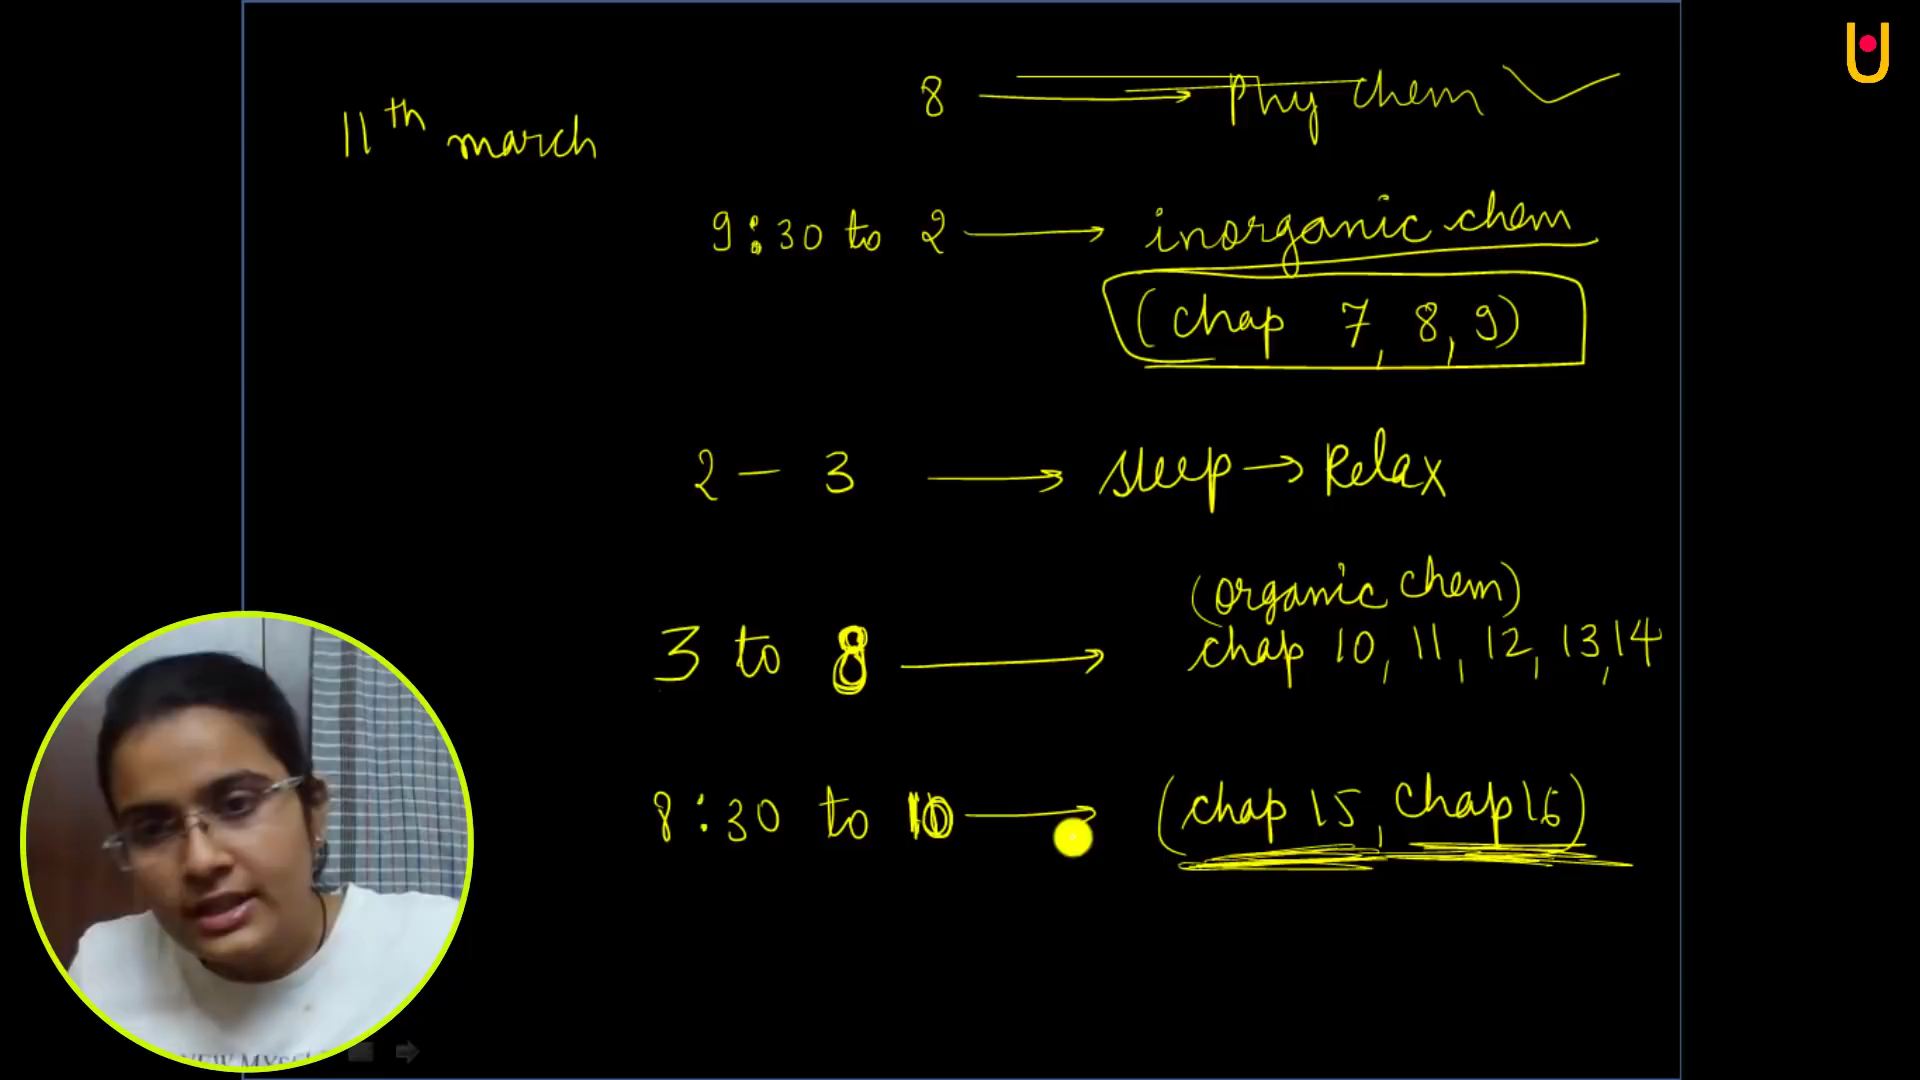 8 → Phy chem
11th march
9:30 to 2 → inorganic chem
(chap 7, 8, 9)
2 - 3 → sleep → Relax
(organic chem)
3 to 8 → chap 10, 11, 12, 13, 14
8:30 to 10 → (chap 15, chap 16)